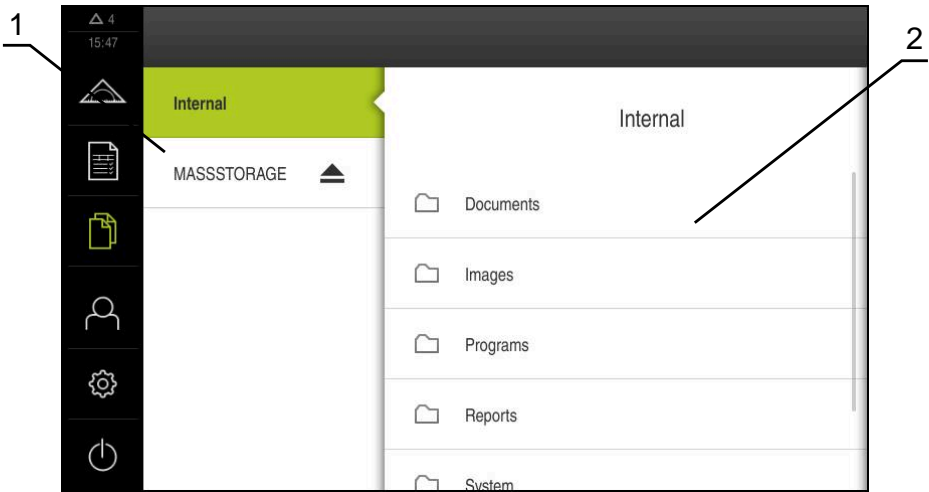 1
4
15:47
2
Internal
MASSSTORAGE
Internal
Documents
Images
Programs
Reports
System